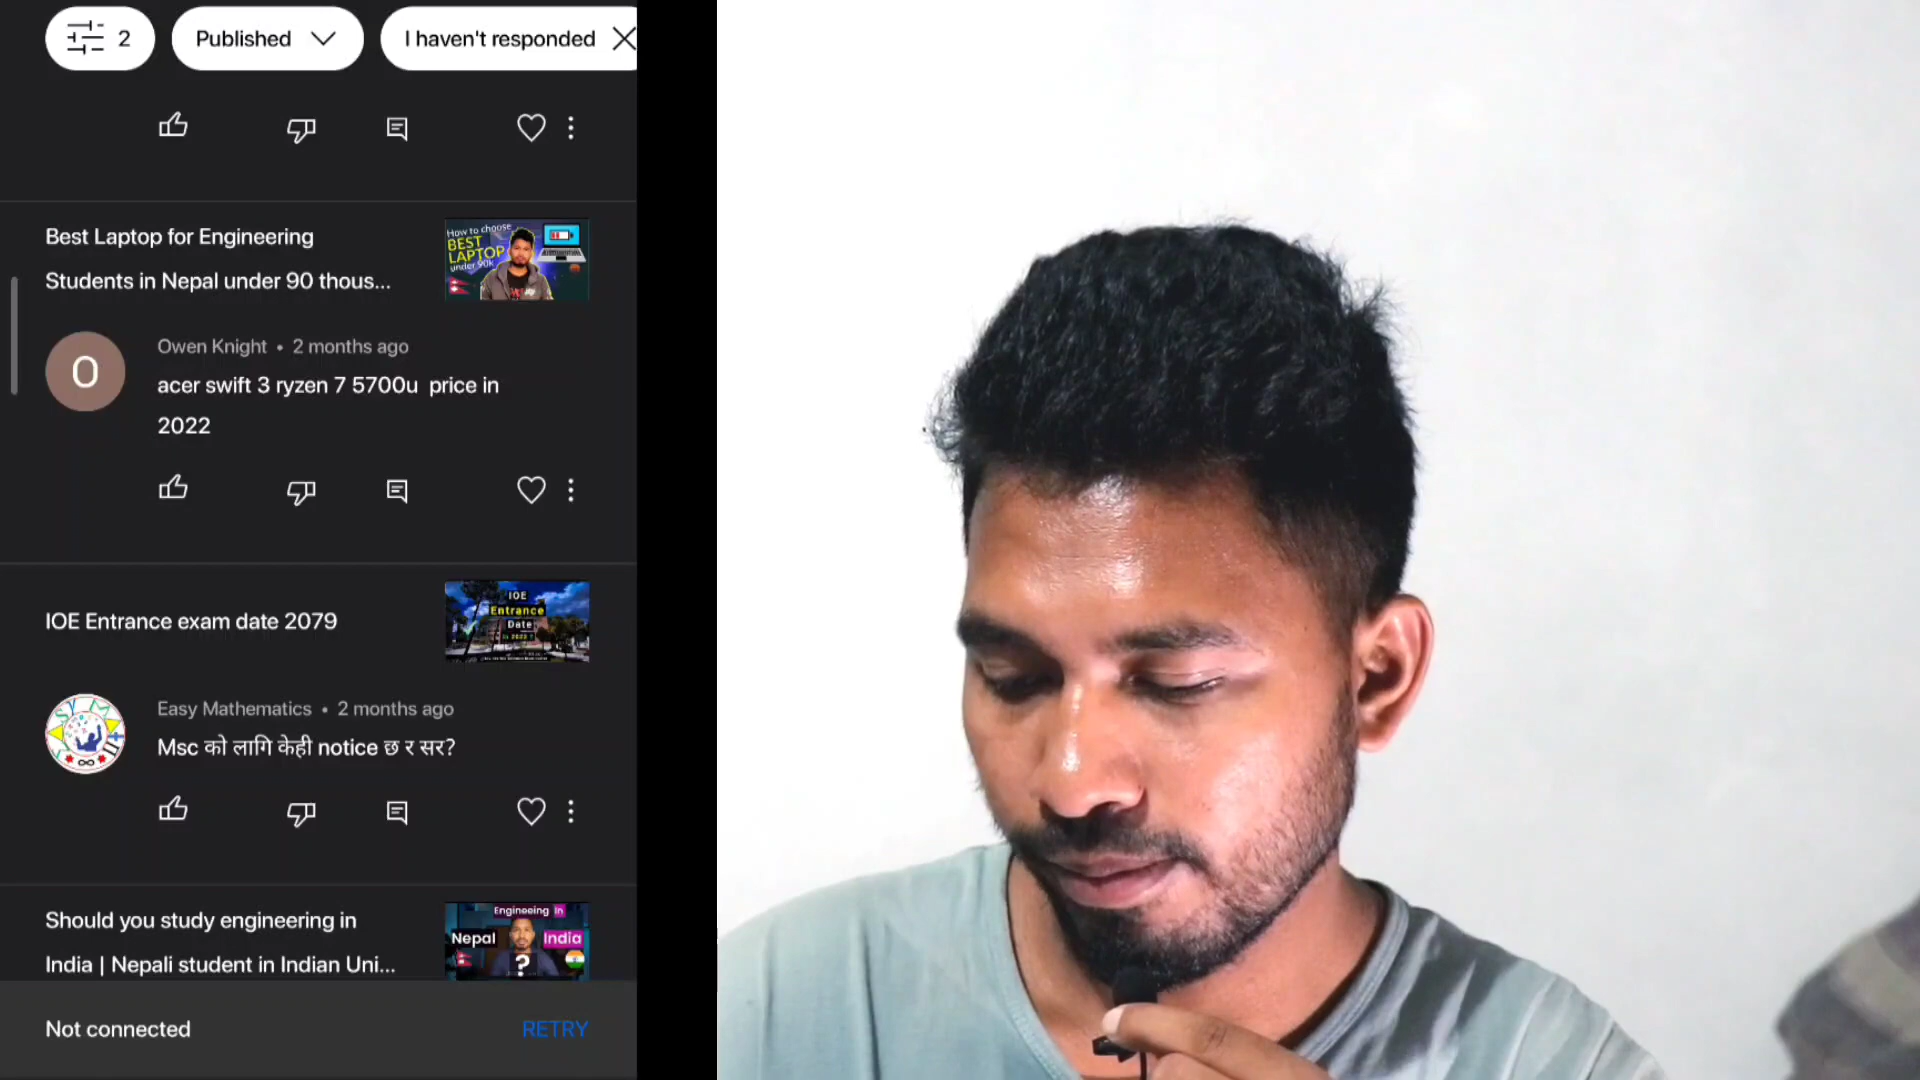 2
Published
I haven't responded
Best Laptop for Engineering
Students in Nepal under 90 thous...
How to choose
BEST
LAPTOP
under 90k
O
Owen Knight • 2 months ago
acer swift 3 ryzen 7 5700u price in
2022
IOE Entrance exam date 2079
IOE
Entrance
Date
in 2022 ?
Easy Mathematics • 2 months ago
Msc को लागि केही notice छ र सर?
Should you study engineering in
India | Nepali student in Indian Uni...
Engineeing in
Nepal
India
?
Not connected
RETRY